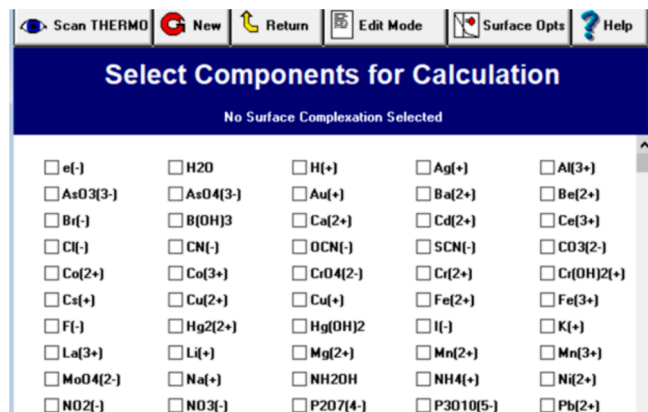 Scan THERMO New Return Edit Mode Surface Opts Help
Select Components for Calculation
No Surface Complexation Selected
e(-) H2O H(+) Ag(+) Al(3+)
AsO3(3-) AsO4(3-) Au(+) Ba(2+) Be(2+)
Br(-) B(OH)3 Ca(2+) Cd(2+) Ce(3+)
Cl(-) CN(-) OCN(-) SCN(-) CO3(2-)
Co(2+) Co(3+) CrO4(2-) Cr(2+) Cr(OH)2(+)
Cs(+) Cu(2+) Cu(+) Fe(2+) Fe(3+)
F(-) Hg2(2+) Hg(OH)2 I(-) K(+)
La(3+) Li(+) Mg(2+) Mn(2+) Mn(3+)
MoO4(2-) Na(+) NH2OH NH4(+) Ni(2+)
NO2(-) NO3(-) P2O7(4-) P3O10(5-) Pb(2+)